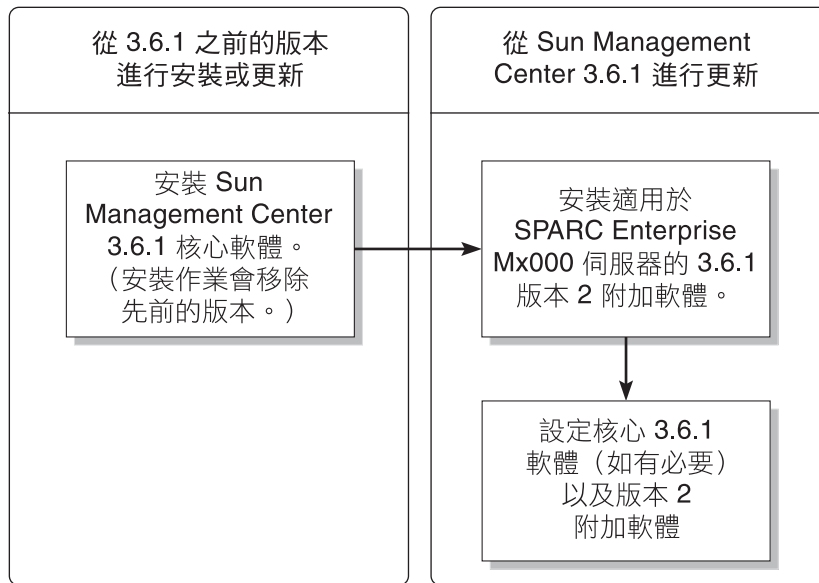 從 3.6.1 之前的版本
進行安裝或更新
從 Sun Management
Center 3.6.1 進行更新
安裝 Sun
Management Center
3.6.1 核心軟體。
（安裝作業會移除
先前的版本。）
安裝適用於
SPARC Enterprise
Mx000 伺服器的 3.6.1
版本 2 附加軟體。
設定核心 3.6.1
軟體（如有必要）
以及版本 2
附加軟體